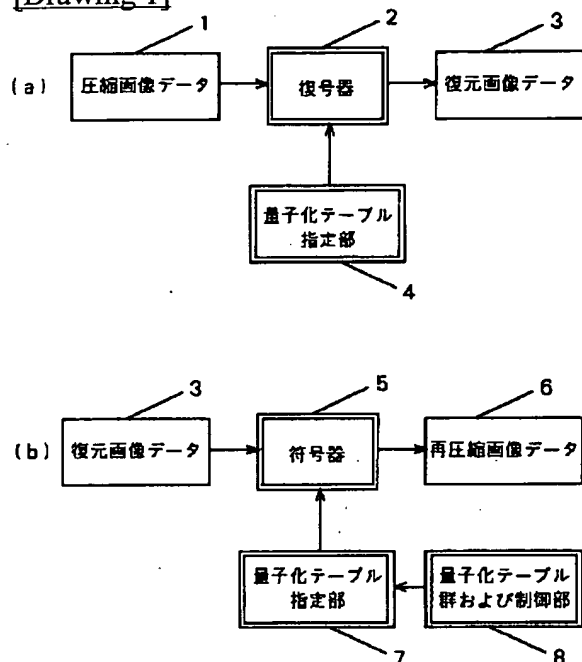 [Drawing 1]
1 2 3
(a) 圧縮画像データ 復号器 復元画像データ
量子化テーブル
指定部
4
3 5 6
(b) 復元画像データ 符号器 再圧縮画像データ
量子化テーブル 量子化テーブル
指定部 群および制御部
7 8